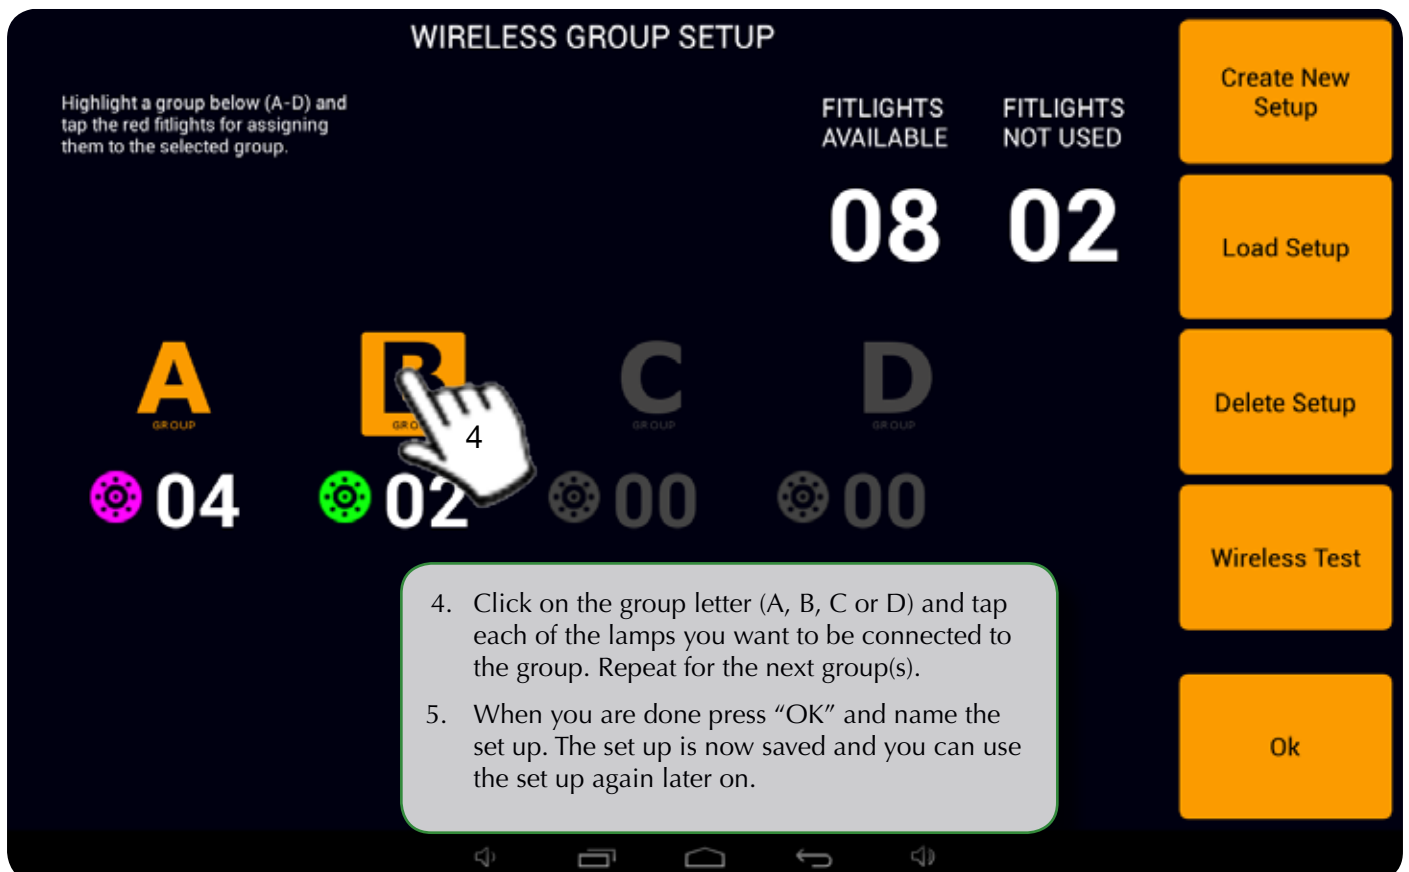 WIRELESS GROUP SETUP
Highlight a group below (A-D) and
tap the red fitlights for assigning
them to the selected group.
FITLIGHTS
AVAILABLE
08
FITLIGHTS
NOT USED
02
A
GROUP
04
B
GRO
4
02
C
GROUP
00
D
GROUP
00
4. Click on the group letter (A, B, C or D) and tap
each of the lamps you want to be connected to
the group. Repeat for the next group(s).
5. When you are done press “OK” and name the
set up. The set up is now saved and you can use
the set up again later on.
Create New
Setup
Load Setup
Delete Setup
Wireless Test
Ok